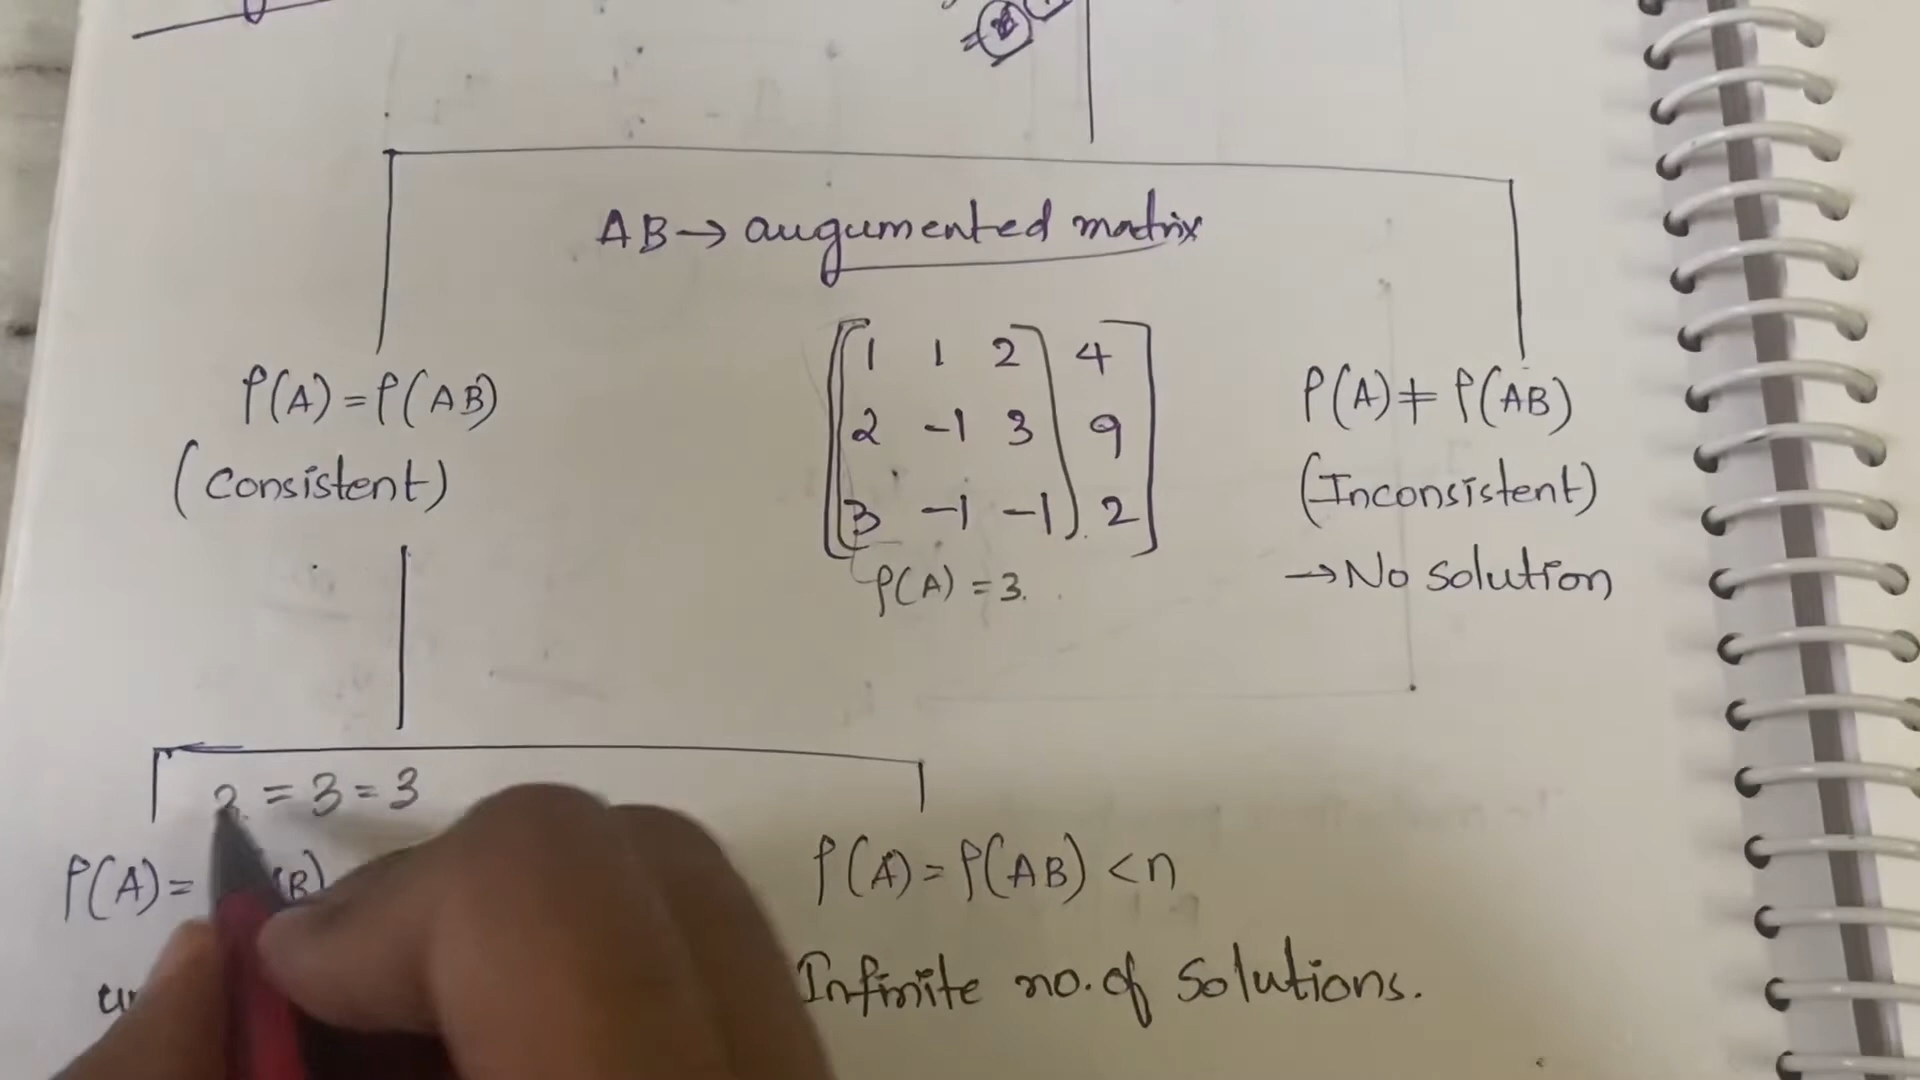 AB → augumented matrix
1 1 2 4
2 -1 3 9
3 -1 -1 2
ρ(A) = 3.
ρ(A) = ρ(AB)
(Consistent)
ρ(A) ≠ ρ(AB)
(Inconsistent)
→ No solution
= 3 = 3
ρ(A) =
ρ(A) = ρ(AB) < n
Infinite no. of Solutions.